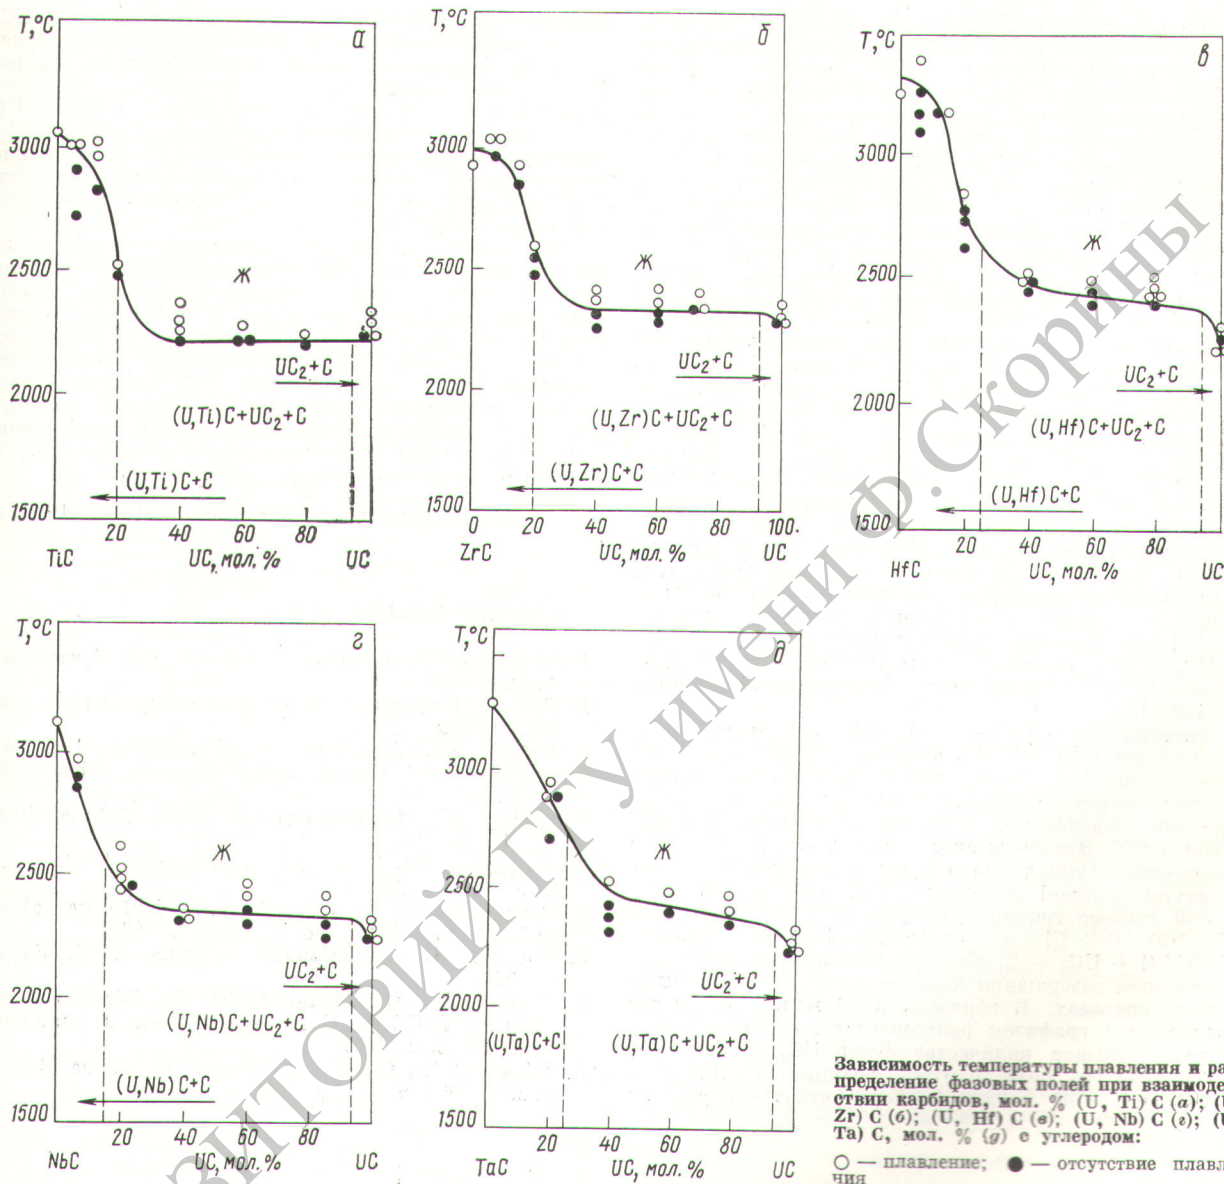 T,°C
а
3000
2500
2000
1500
Ж
UC₂+C
(U,Ti)C+UC₂+C
(U,Ti)C+C
20 40 60 80
TiC UC, мол. % UC
T,°C
б
3000
2500
2000
1500
Ж
UC₂+C
(U,Zr)C+UC₂+C
(U,Zr)C+C
0 20 40 60 80 100.
ZrC UC, мол. % UC
T,°C
в
3000
2500
2000
1500
Ж
UC₂+C
(U,Hf)C+UC₂+C
(U,Hf)C+C
20 40 60 80
HfC UC, мол.% UC
T,°C
г
3000
2500
2000
1500
Ж
UC₂+C
(U,Nb)C+UC₂+C
(U,Nb)C+C
20 40 60 80
NbC UC, мол. % UC
T,°C
д
3000
2500
2000
1500
Ж
UC₂+C
(U,Ta)C+C (U,Ta)C+UC₂+C
20 40 60 80
TaC UC, мол. % UC
Зависимость температуры плавления и ра
пределение фазовых полей при взаимоде
ствии карбидов, мол. % (U, Ti) C (а); (U
Zr) C (б); (U, Hf) C (в); (U, Nb) C (г); (U
Ta) C, мол. % (g) с углеродом:
○ — плавление; ● — отсутствие плавл
ния
ЗИТОРИЙ ГГУ имени Ф.Скорины